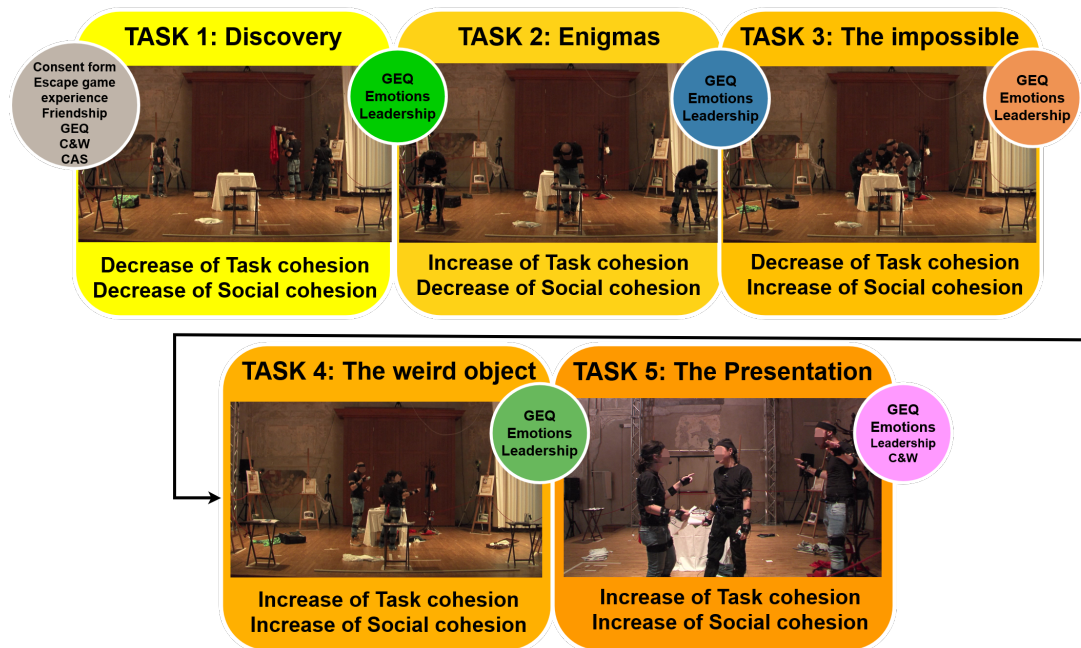 TASK 1: Discovery
TASK 2: Enigmas
TASK 3: The impossible
Consent form
Escape game
experience
Friendship
GEQ
C&W
CAS
GEQ
Emotions
Leadership
GEQ
Emotions
Leadership
GEQ
Emotions
Leadership
Decrease of Task cohesion
Decrease of Social cohesion
Increase of Task cohesion
Decrease of Social cohesion
Decrease of Task cohesion
Increase of Social cohesion
TASK 4: The weird object
TASK 5: The Presentation
GEQ
Emotions
Leadership
GEQ
Emotions
Leadership
C&W
Increase of Task cohesion
Increase of Social cohesion
Increase of Task cohesion
Increase of Social cohesion